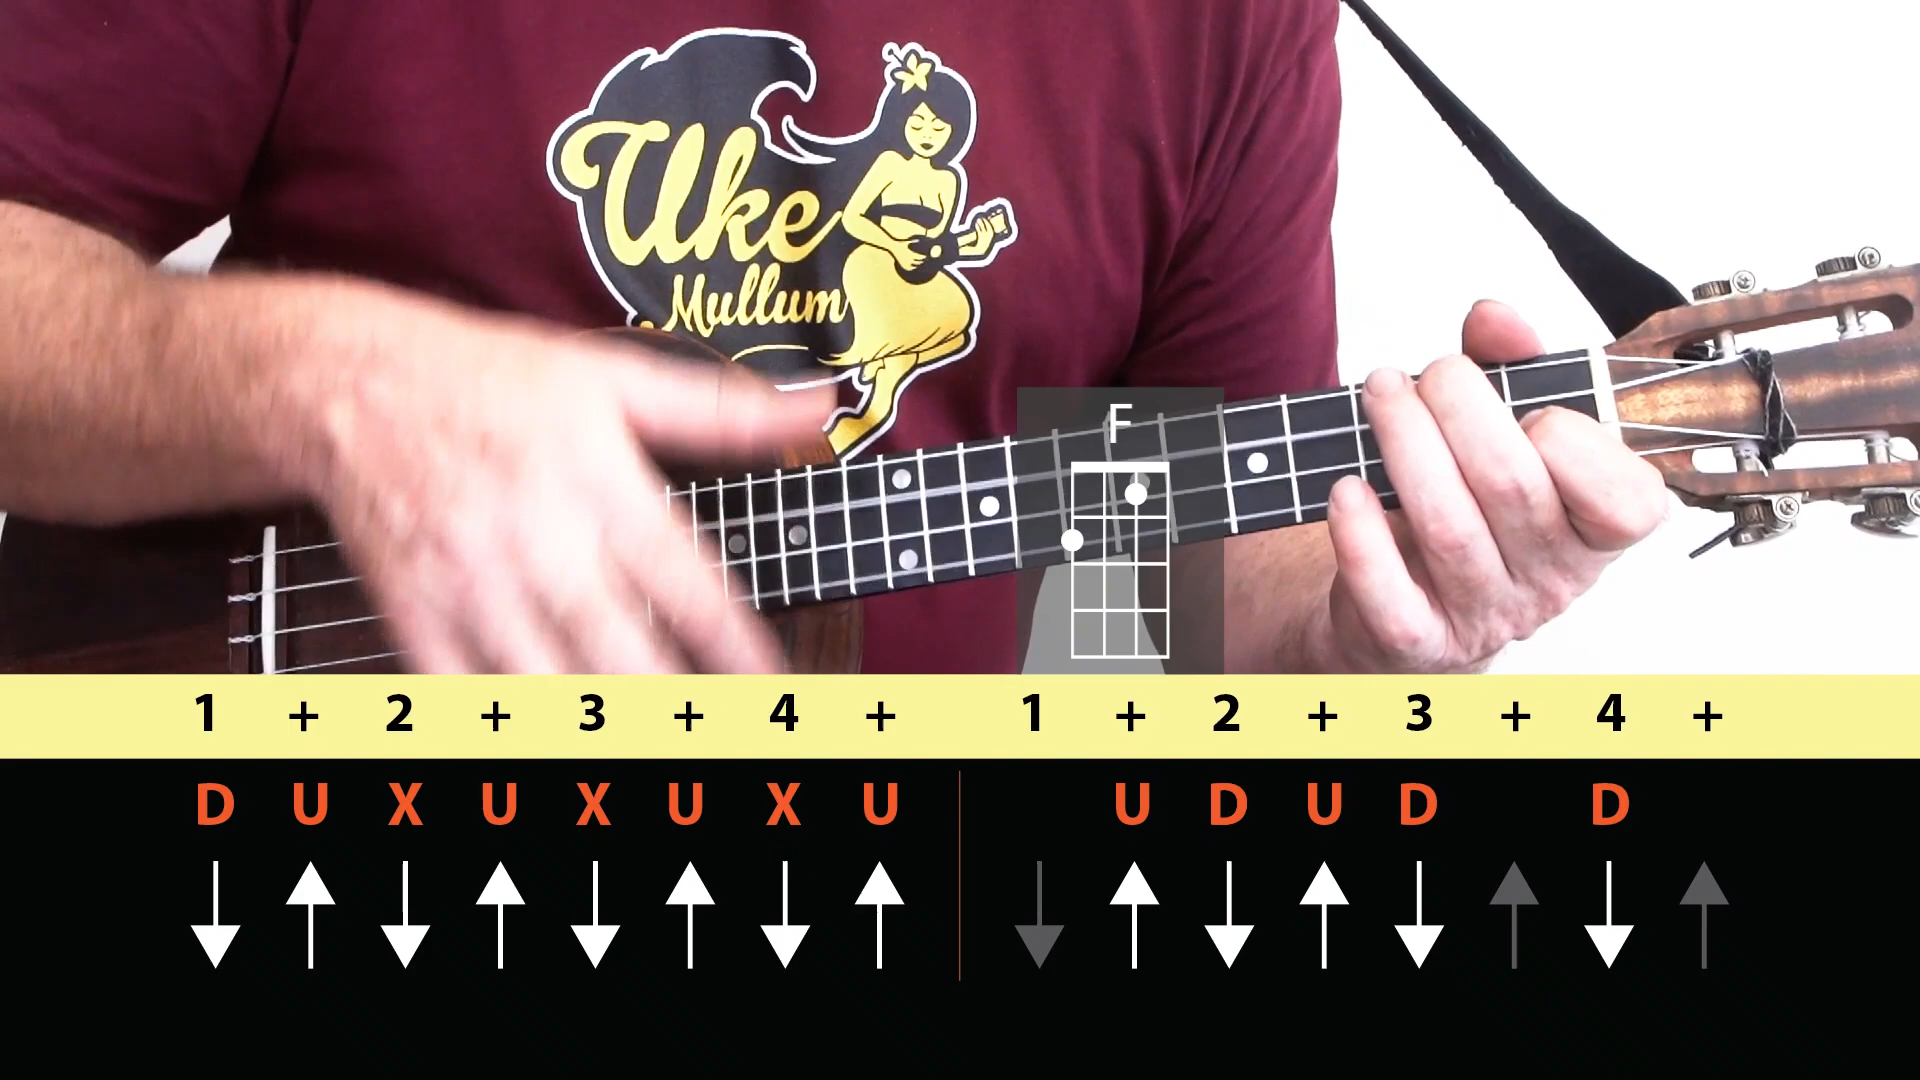 Uke
Mullum
F
1 + 2 + 3 + 4 + 1 + 2 + 3 + 4 +
D U X U X U X U U D U D D